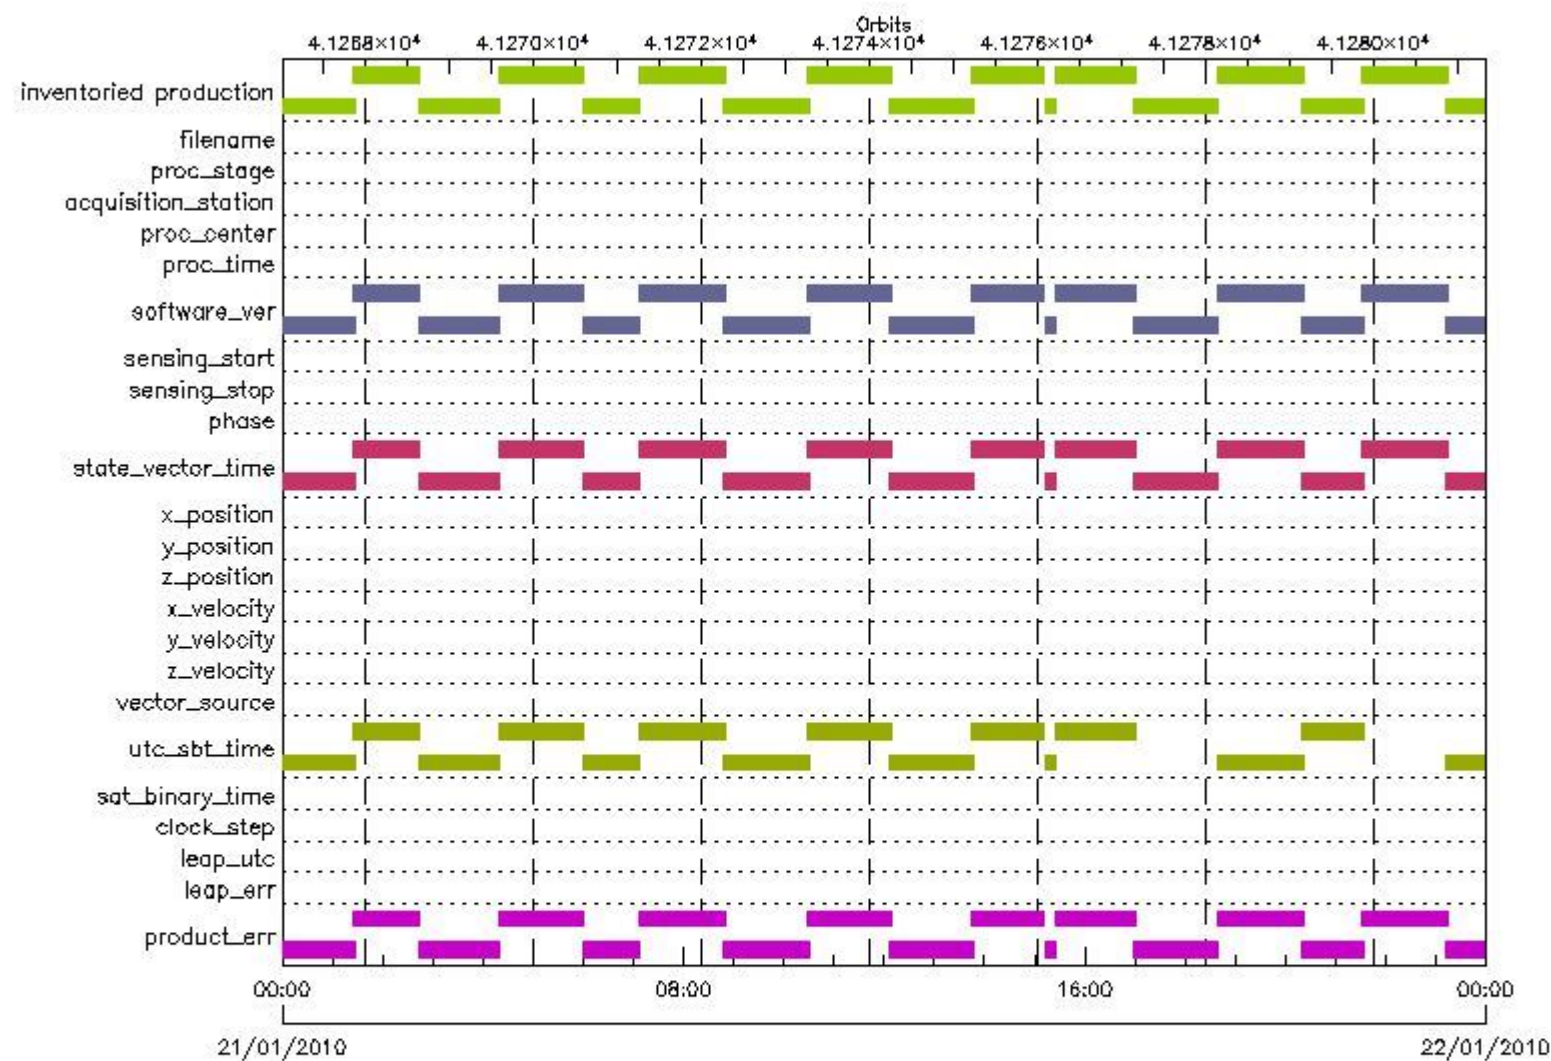 Orbits
4.1268×10⁴ 4.1270×10⁴ 4.1272×10⁴ 4.1274×10⁴ 4.1276×10⁴ 4.1278×10⁴ 4.1280×10⁴
inventoried production
filename
proc_stage
acquisition_station
proc_center
proc_time
software_ver
sensing_start
sensing_stop
phase
state_vector_time
x_position
y_position
z_position
x_velocity
y_velocity
z_velocity
vector_source
utc_sbt_time
sat_binary_time
clock_step
leap_utc
leap_err
product_err
00:00 08:00 16:00 00:00
21/01/2010 22/01/2010